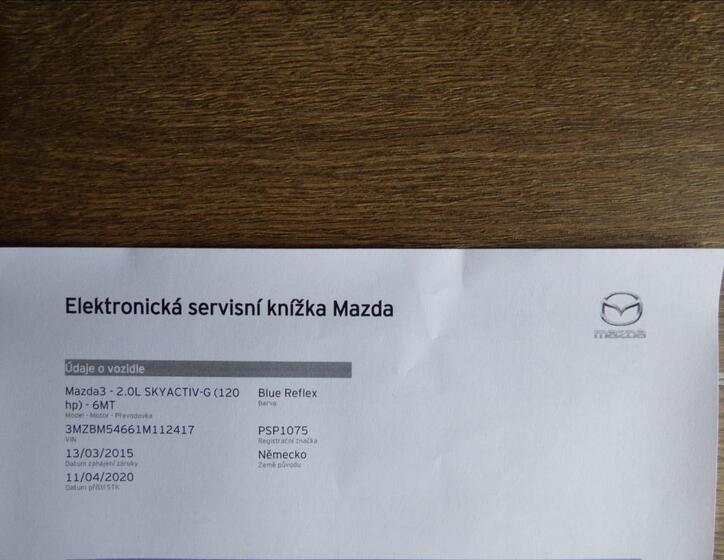 Elektronická servisní knížka Mazda
mazda
Údaje o vozidle
Mazda3 - 2.0L SKYACTIV-G (120
hp) - 6MT
Model - Motor - Převodovka
Blue Reflex
Barva
3MZBM54661M112417
VIN
PSP1075
Registrační značka
13/03/2015
Datum zahájení záruky
Německo
Země původu
11/04/2020
Datum příští STK